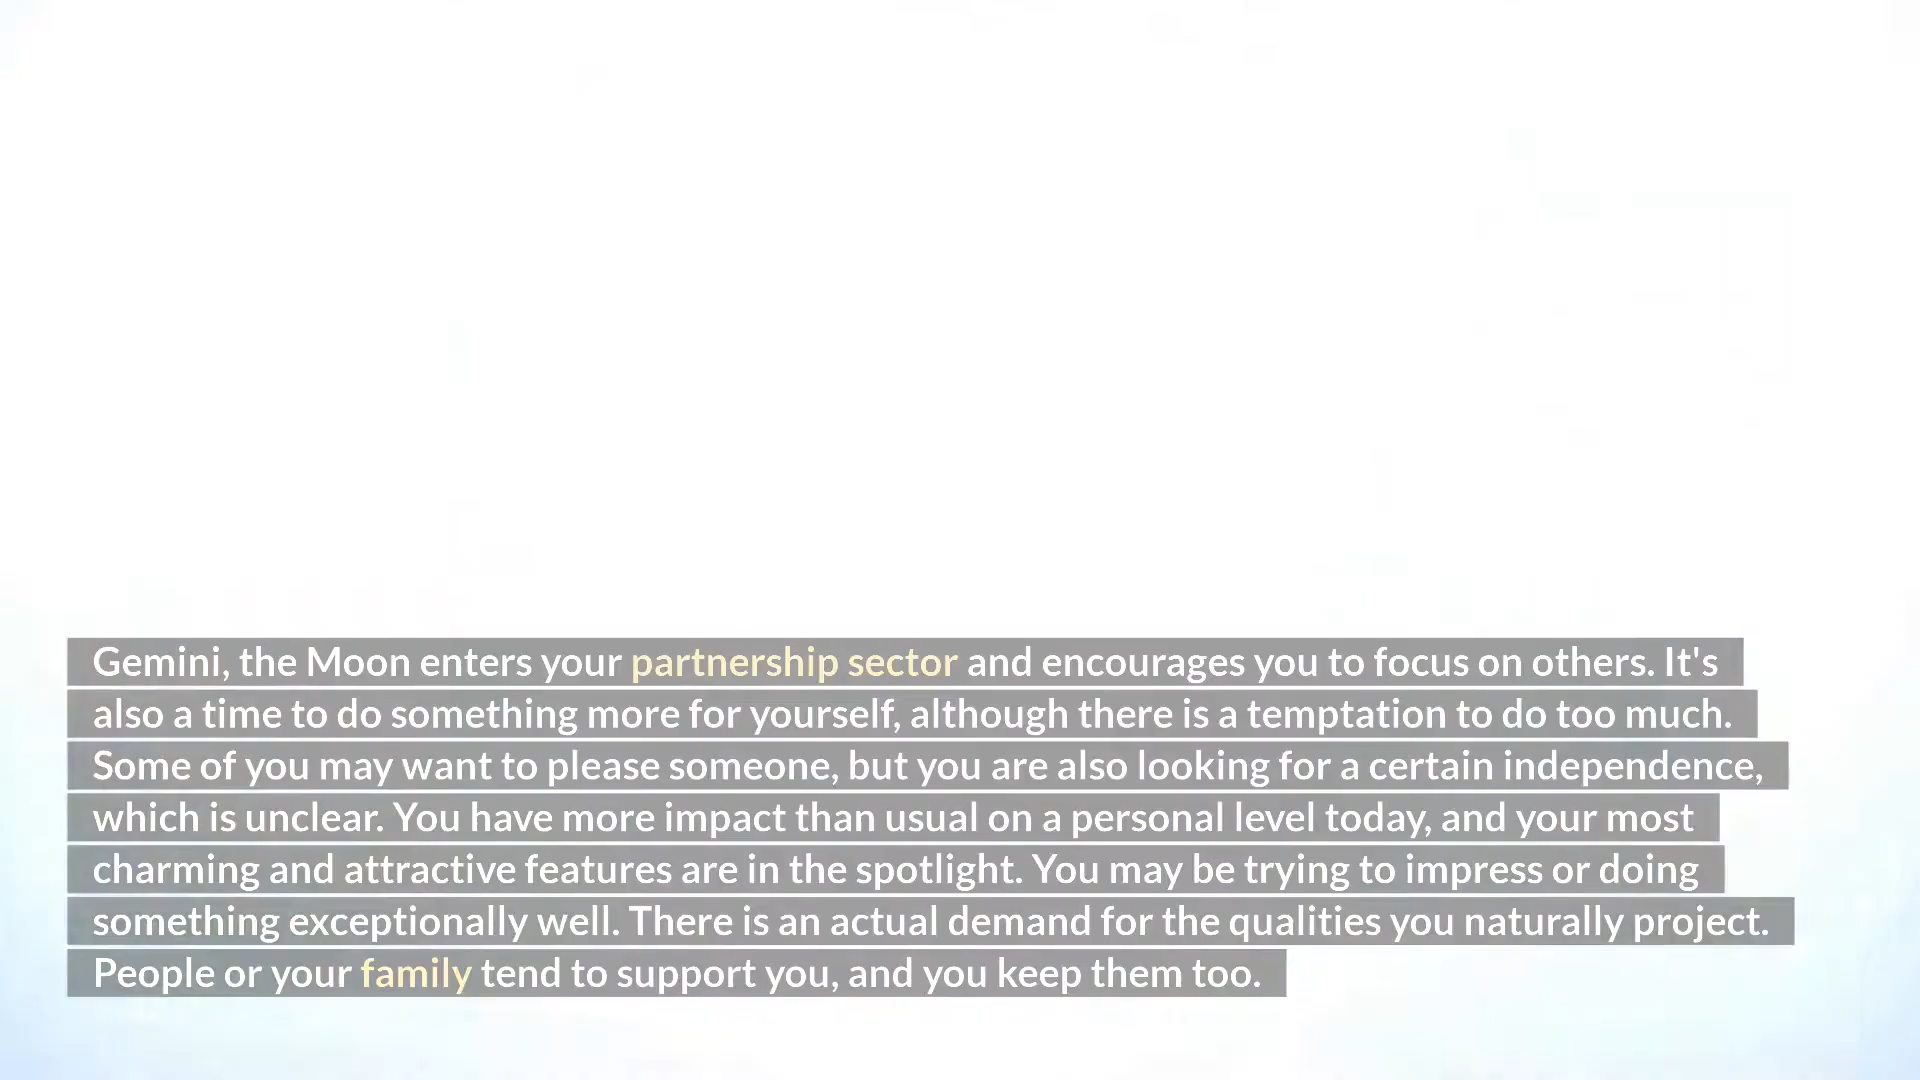 Gemini, the Moon enters your partnership sector and encourages you to focus on others. It's
also a time to do something more for yourself, although there is a temptation to do too much.
Some of you may want to please someone, but you are also looking for a certain independence,
which is unclear. You have more impact than usual on a personal level today, and your most
charming and attractive features are in the spotlight. You may be trying to impress or doing
something exceptionally well. There is an actual demand for the qualities you naturally project.
People or your family tend to support you, and you keep them too.